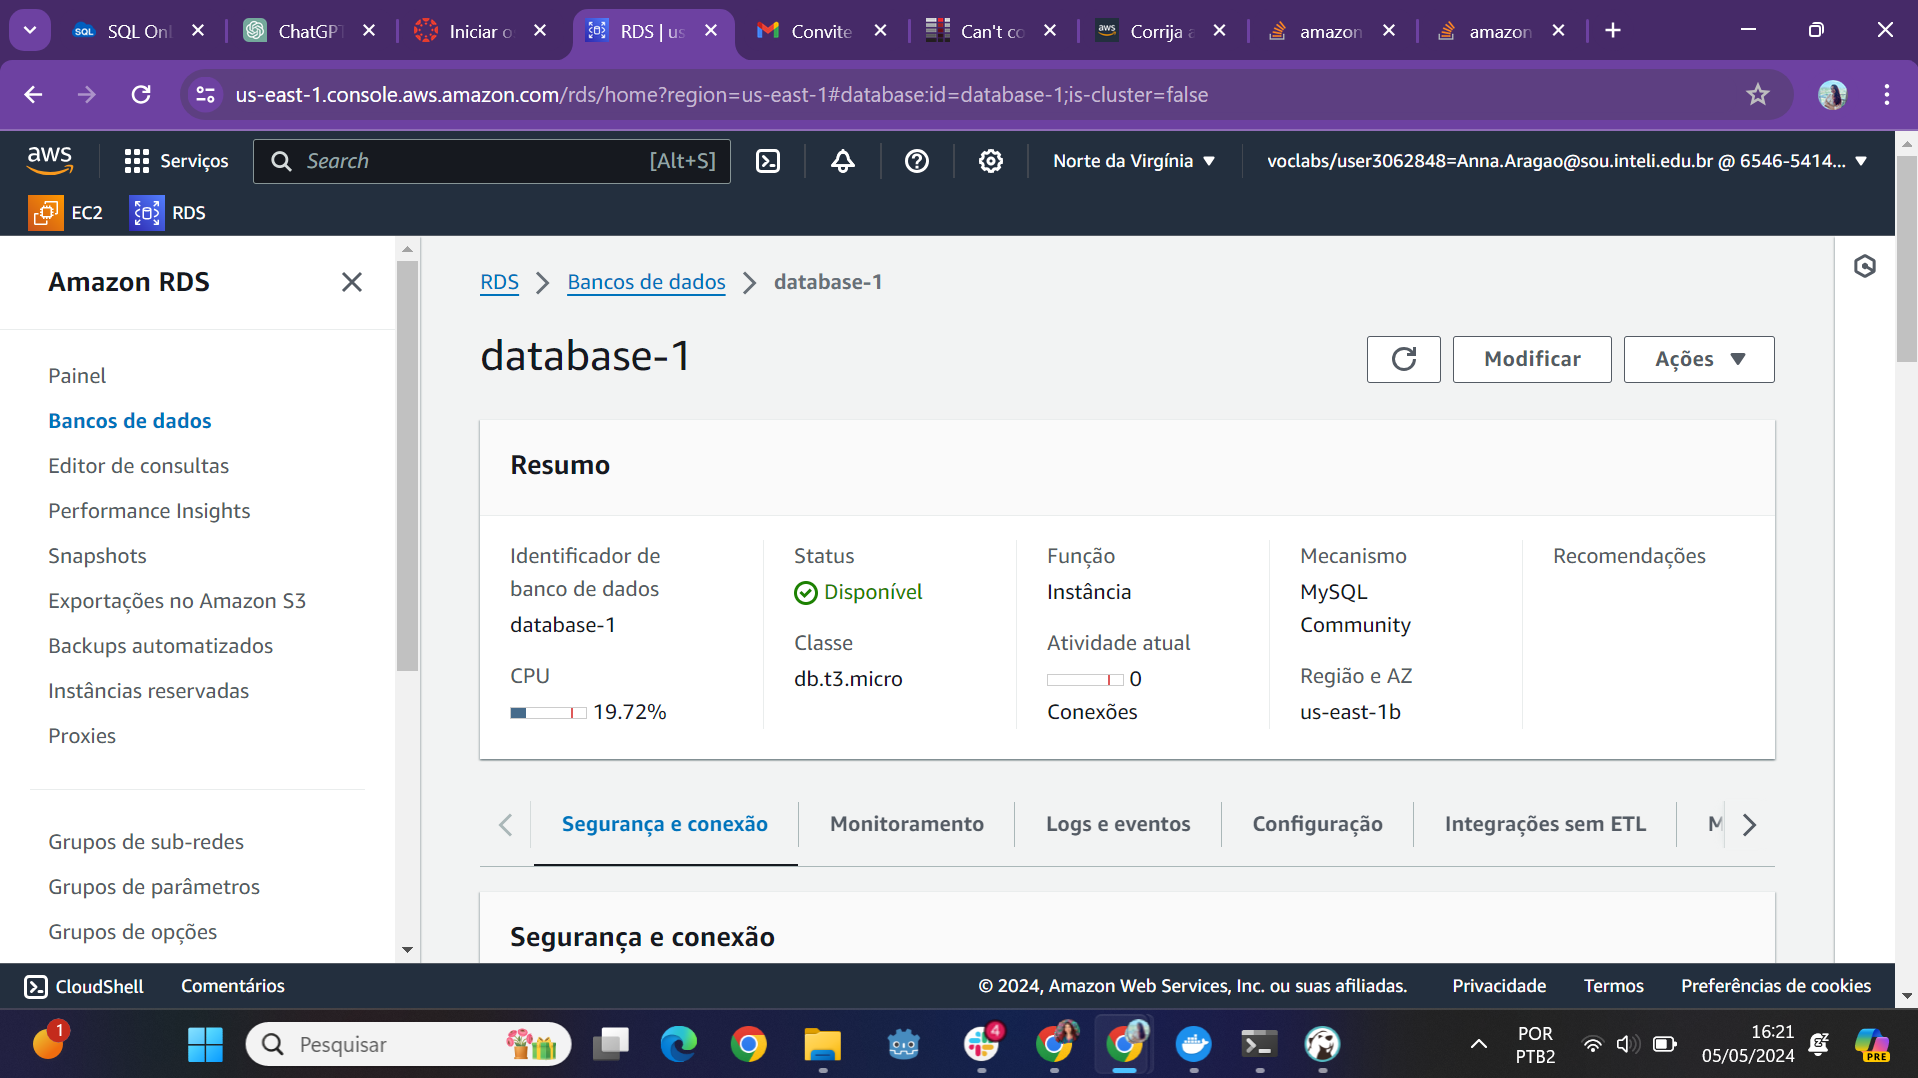 SQL Onl
ChatGPT
Iniciar o
RDS | us
Convite
Can't co
Corrija a
amazon
amazon
us-east-1.console.aws.amazon.com/rds/home?region=us-east-1#database:id=database-1;is-cluster=false
aws
Serviços
Search
[Alt+S]
Norte da Virgínia
voclabs/user3062848=Anna.Aragao@sou.inteli.edu.br @ 6546-5414...
EC2
RDS
Amazon RDS
Painel
Bancos de dados
Editor de consultas
Performance Insights
Snapshots
Exportações no Amazon S3
Backups automatizados
Instâncias reservadas
Proxies
Grupos de sub-redes
Grupos de parâmetros
Grupos de opções
RDS
Bancos de dados
database-1
database-1
Modificar
Ações
Resumo
Identificador de
banco de dados
database-1
CPU
19.72%
Status
Disponível
Classe
db.t3.micro
Função
Instância
Atividade atual
0
Conexões
Mecanismo
MySQL
Community
Região e AZ
us-east-1b
Recomendações
Segurança e conexão
Monitoramento
Logs e eventos
Configuração
Integrações sem ETL
M
Segurança e conexão
CloudShell
Comentários
© 2024, Amazon Web Services, Inc. ou suas afiliadas.
Privacidade
Termos
Preferências de cookies
1
Pesquisar
4
POR
PTB2
16:21
05/05/2024
PRE